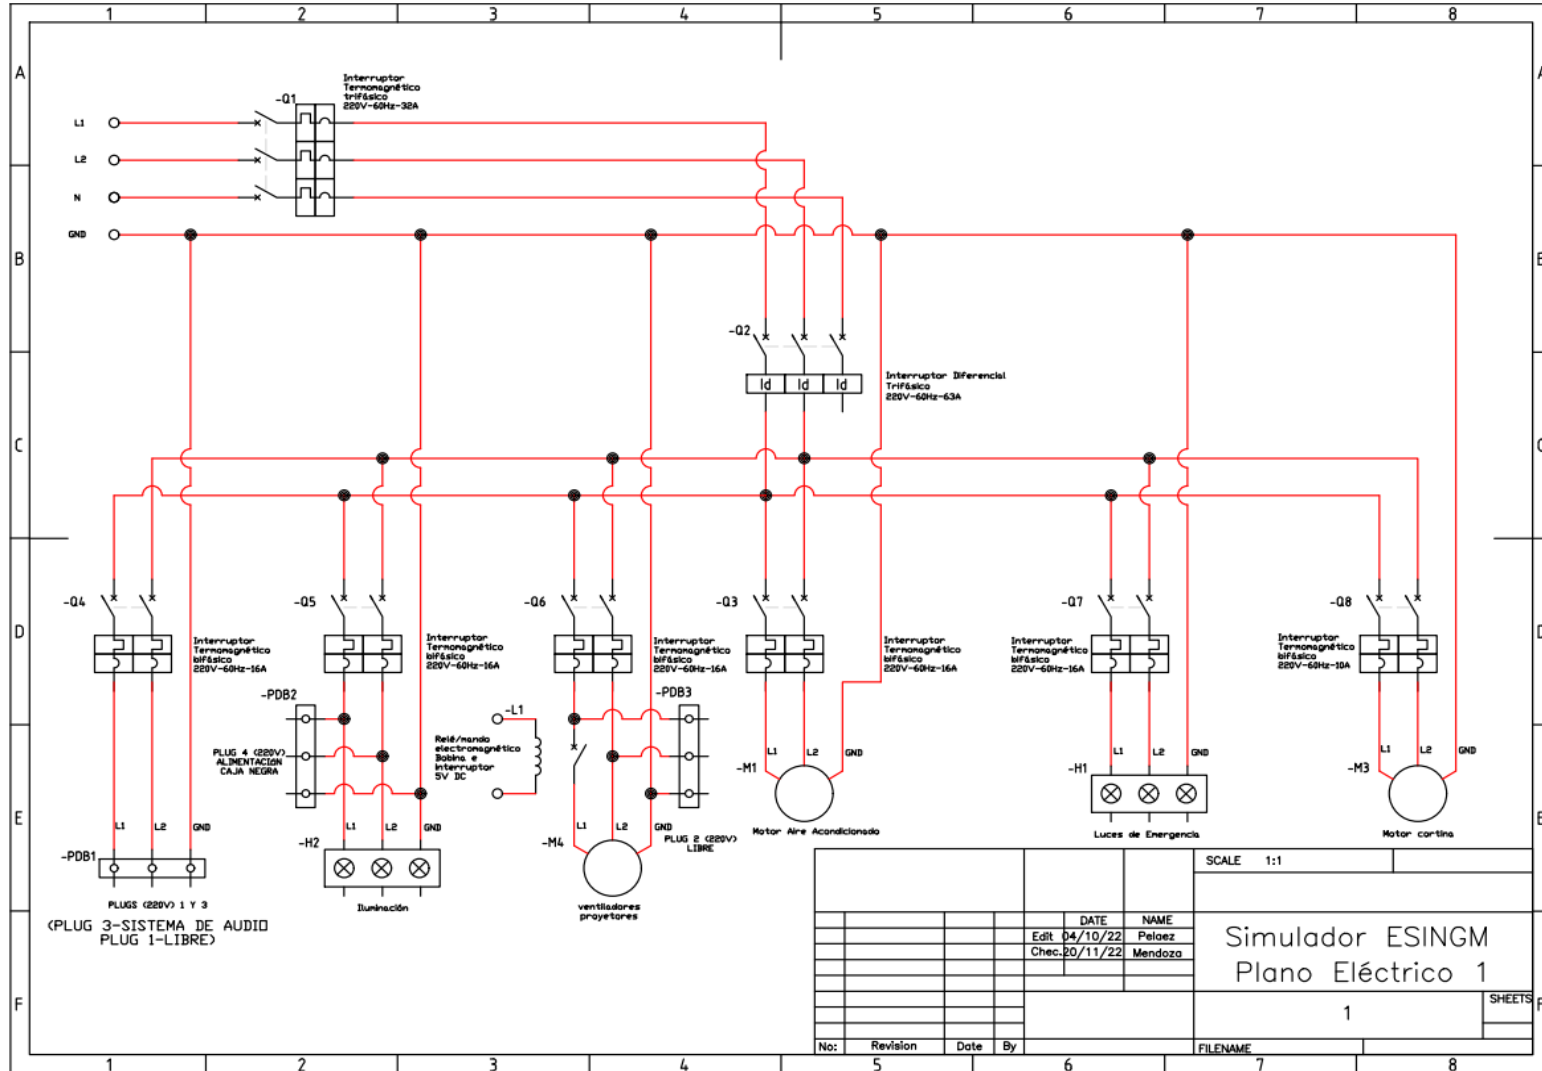 1 2 3 4 5 6 7 8
A A
Interruptor
Termomagnético
trifásico
220V-60Hz-32A
-Q1
L1
L2
N
GND
B B
-Q2
Interruptor Diferencial
Trifásico
220V-60Hz-63A
Id Id Id
C C
-Q4 -Q5 -Q6 -Q3 -Q7 -Q8
D D
Interruptor
Termomagnético
bifásico
220V-60Hz-16A
Interruptor
Termomagnético
bifásico
220V-60Hz-16A
Interruptor
Termomagnético
bifásico
220V-60Hz-16A
Interruptor
Termomagnético
bifásico
220V-60Hz-16A
Interruptor
Termomagnético
bifásico
220V-60Hz-16A
Interruptor
Termomagnético
bifásico
220V-60Hz-10A
-PDB2
-L1
-PDB3
PLUG 4 (220V)
ALIMENTACIÓN
CAJA NEGRA
Relé/mando
electromagnético
Bobina e
interruptor
5V DC
L1 L2 GND
-M1
L1 L2 GND
-H1
L1 L2 GND
-M3
E E
L1 L2 GND
-PDB1
L1 L2 GND
-H2
L1 L2 GND
-M4
PLUG 2 (220V)
LIBRE
Motor Aire Acondicionado
Luces de Emergencia
Motor cortina
PLUGS (220V) 1 Y 3
(PLUG 3-SISTEMA DE AUDIO
PLUG 1-LIBRE)
Iluminación
ventiladores
proyetores
SCALE 1:1
DATE NAME
Edit 04/10/22 Pelaez
Chec. 20/11/22 Mendoza
Simulador ESINGM
Plano Eléctrico 1
F F
1
SHEETS
No: Revision Date By
FILENAME
1 2 3 4 5 6 7 8